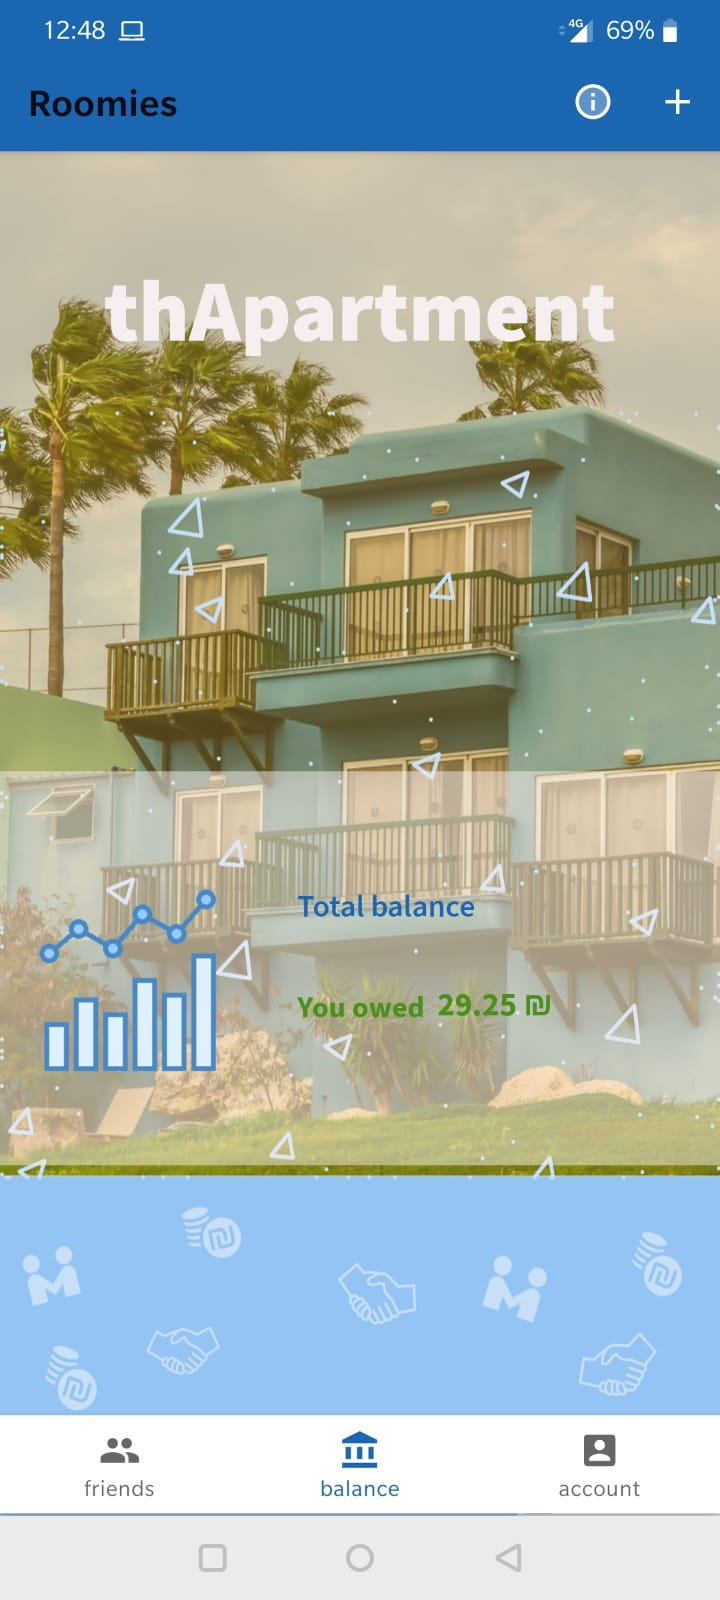 12:48 4G 69%
Roomies
thApartment
Total balance
You owed 29.25 ₪
friends balance account